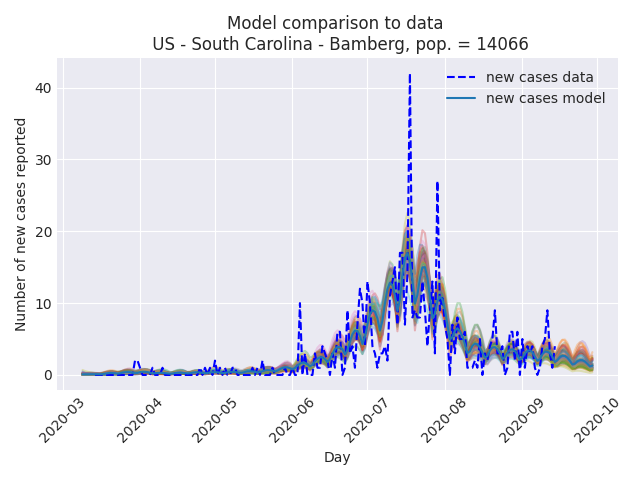 Model comparison to data
US - South Carolina - Bamberg, pop. = 14066
new cases data
new cases model
Number of new cases reported
40
30
20
10
0
2020-03
2020-04
2020-05
2020-06
2020-07
2020-08
2020-09
2020-10
Day